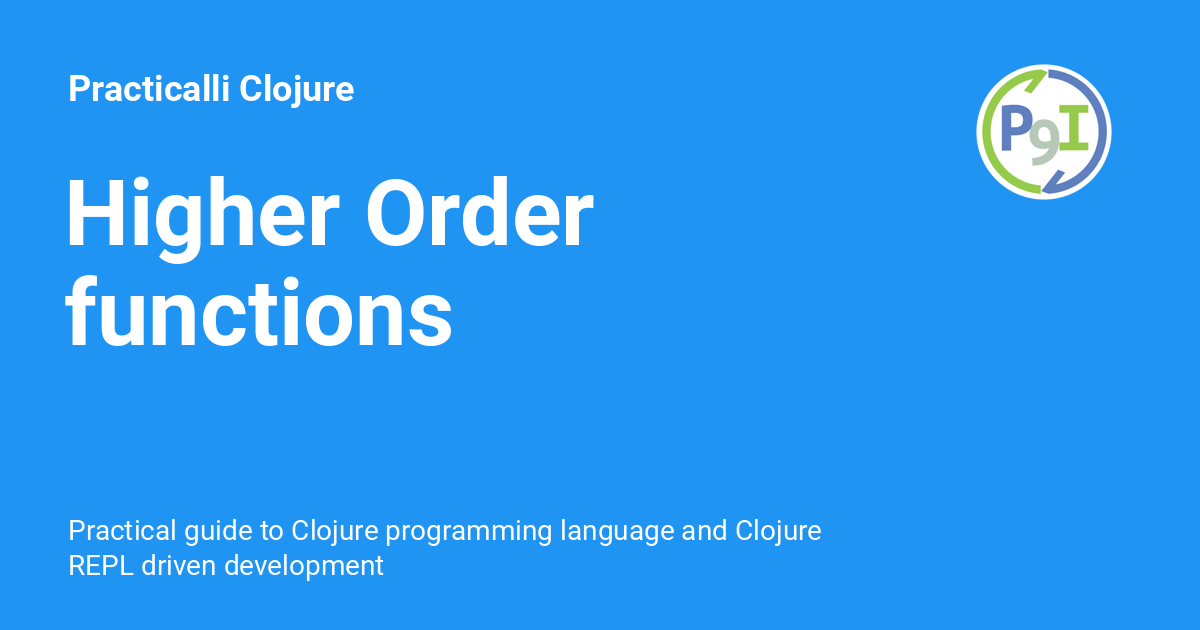 Practicalli Clojure
P9I
Higher Order
functions
Practical guide to Clojure programming language and Clojure
REPL driven development